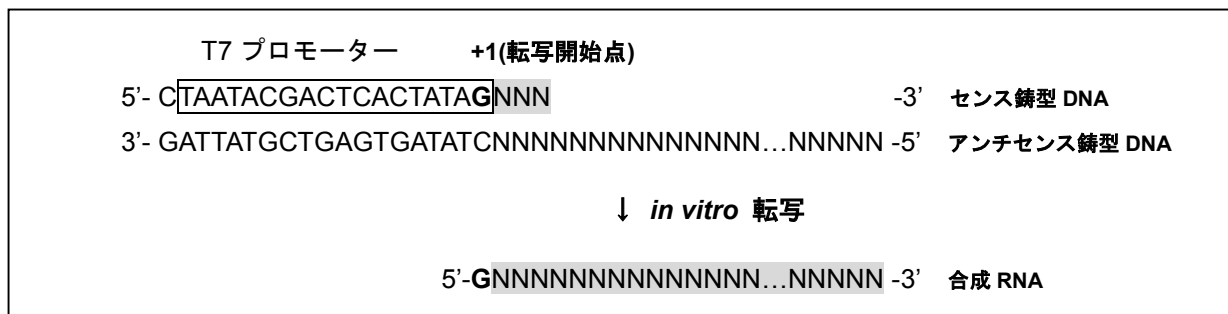 T7 プロモーター +1(転写開始点)
5’- CTAATACGACTCACTATAGNNN -3’ センス鋳型 DNA
3’- GATTATGCTGAGTGATATCNNNNNNNNNNNNNN…NNNNN -5’ アンチセンス鋳型 DNA
↓ in vitro 転写
5’-GNNNNNNNNNNNNNN…NNNNN -3’ 合成 RNA